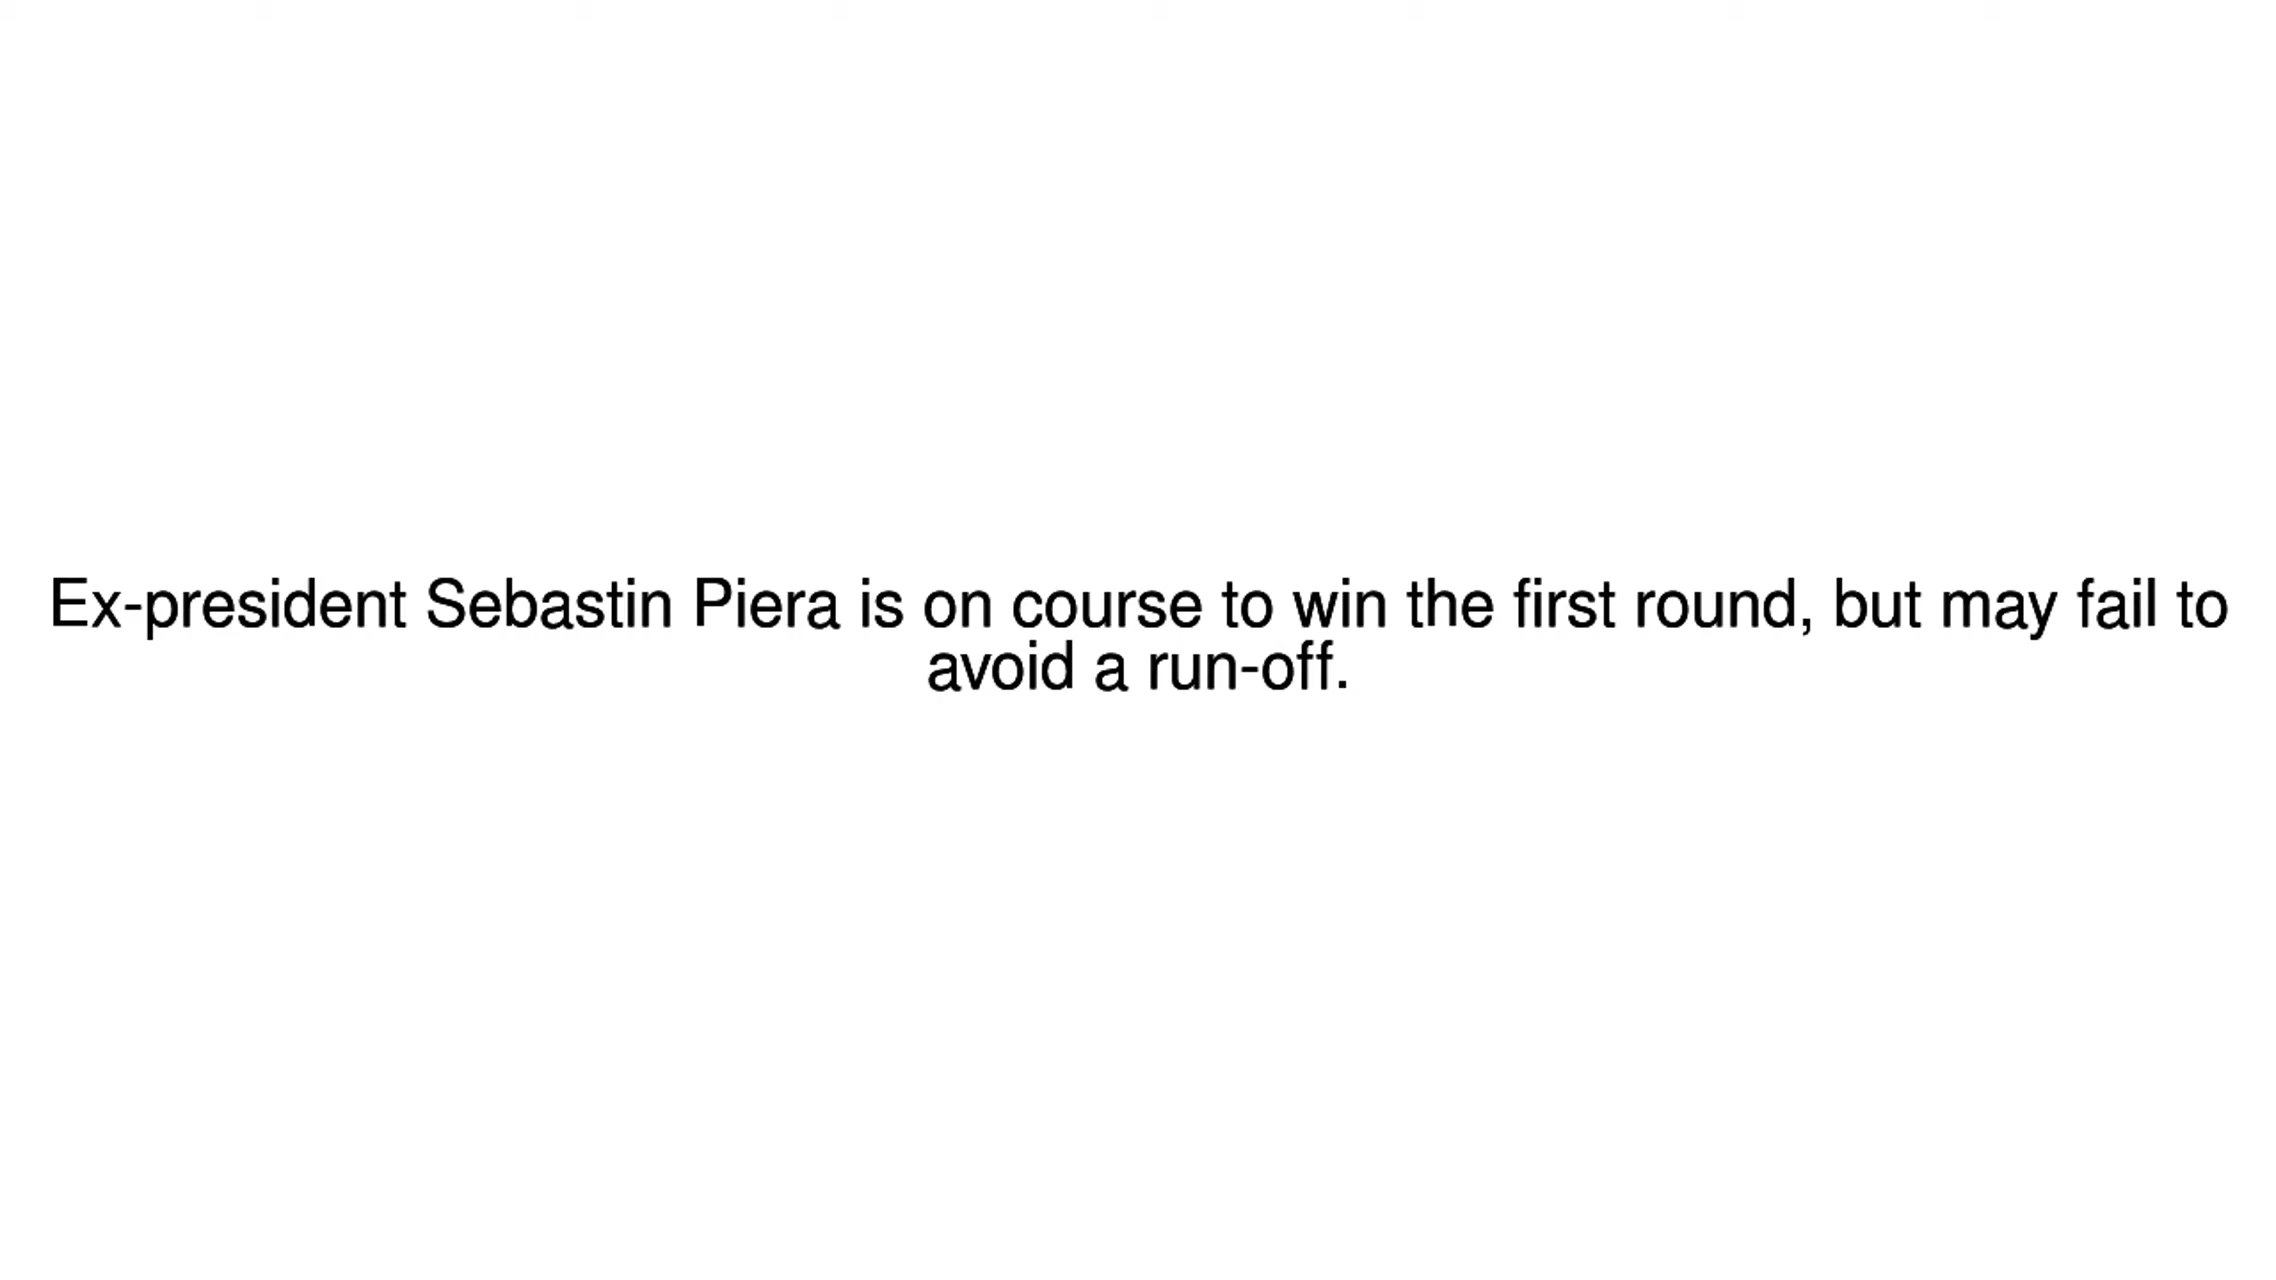 Ex-president Sebastin Piera is on course to win the first round, but may fail to
avoid a run-off.